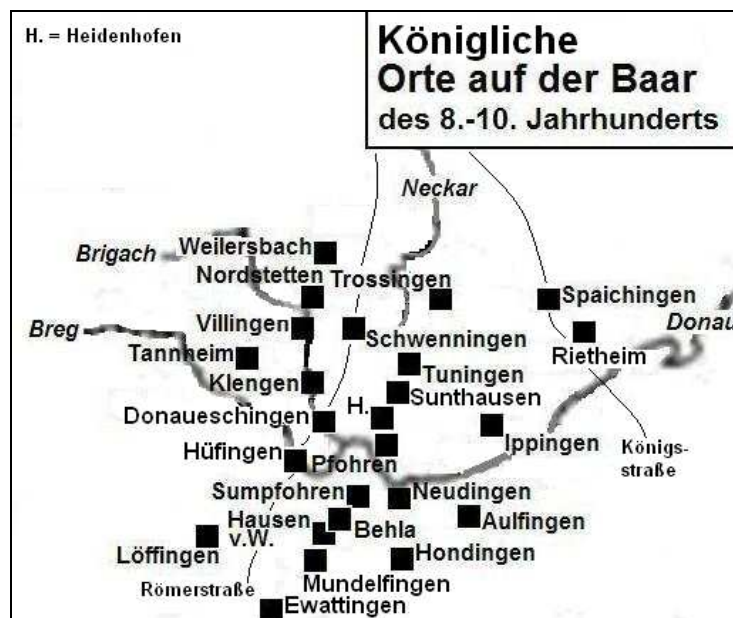 H. = Heidenhofen
Königliche
Orte auf der Baar
des 8.-10. Jahrhunderts
Neckar
Brigach
Weilersbach
Nordstetten
Trossingen
Spaichingen
Donau
Breg
Villingen
Schwenningen
Rietheim
Tannheim
Tuningen
Klengen
Sunthausen
Donaueschingen
H.
Ippingen
Königs-
straße
Hüfingen
Pfohren
Sumpfohren
Neudingen
Hausen
v.W.
Behla
Aulfingen
Löffingen
Hondingen
Mundelfingen
Römerstraße
Ewattingen